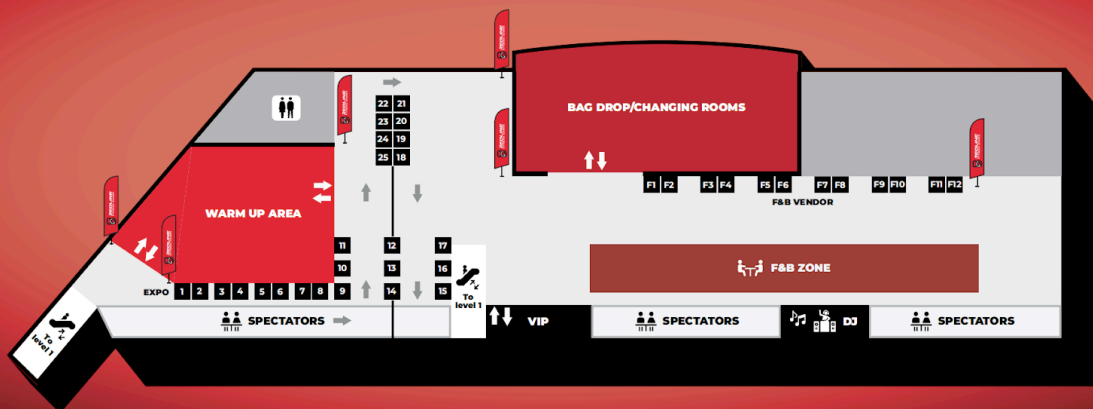 22 21
23 20
24 19
25 18
BAG DROP/CHANGING ROOMS
F1 F2 F3 F4 F5 F6 F7 F8 F9 F10 F11 F12
F&B VENDOR
WARM UP AREA
11 12 17
10 13 16
EXPO 1 2 3 4 5 6 7 8 9 14 15
To
level 1
F&B ZONE
To
level 1
SPECTATORS
VIP
SPECTATORS
DJ
SPECTATORS